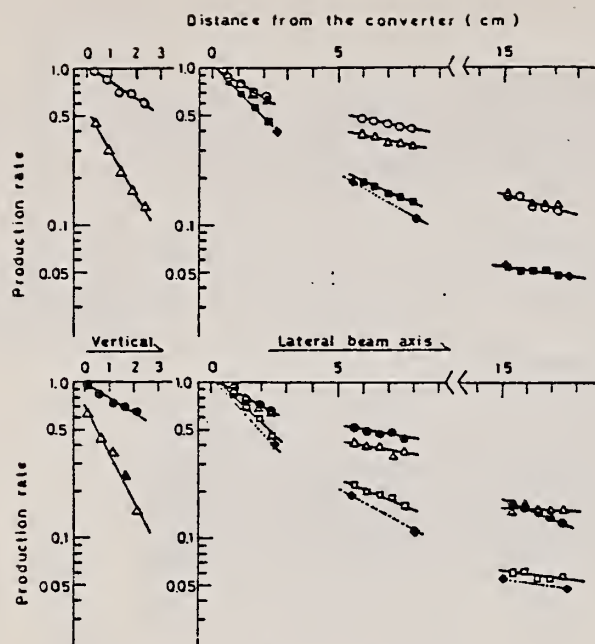 Distance from the converter ( cm )
0 1 2 3 0 5 15
1.0
0.5
0.1
0.05
Production rate
Vertical
Lateral beam axis
0 1 2 3 0 5 15
1.0
0.5
0.1
0.05
Production rate